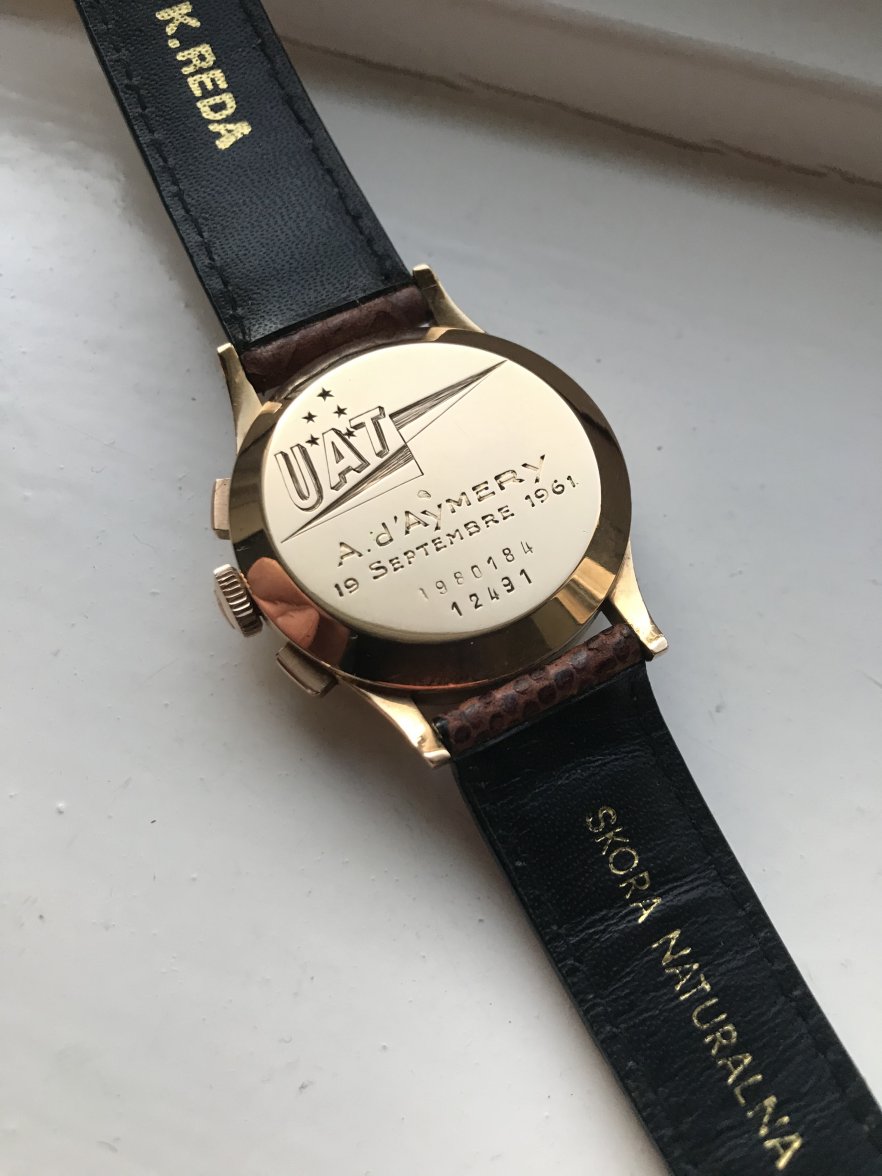 K.REDA
UAT
A. d'AYMERY
19 SEPTEMBRE 1961
1980184
12491
SKORA NATURALNA